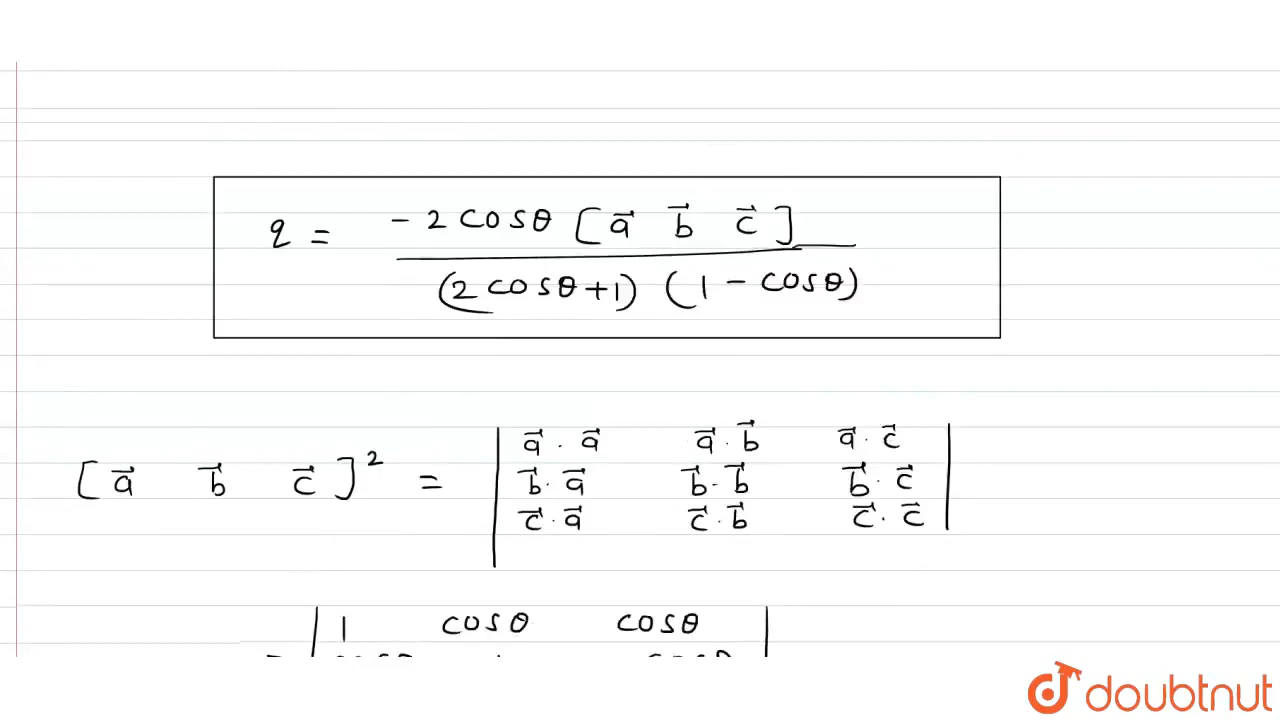 q = - 2 cosθ [a⃗ b⃗ c⃗]
(2 cosθ+1) (1 - cosθ)
[a⃗ b⃗ c⃗]² = | a⃗ . a⃗ a⃗ . b⃗ a⃗ . c⃗ |
b⃗ . a⃗ b⃗ . b⃗ b⃗ . c⃗
c⃗ . a⃗ c⃗ . b⃗ c⃗ . c⃗
| 1 cosθ cosθ |
doubtnut